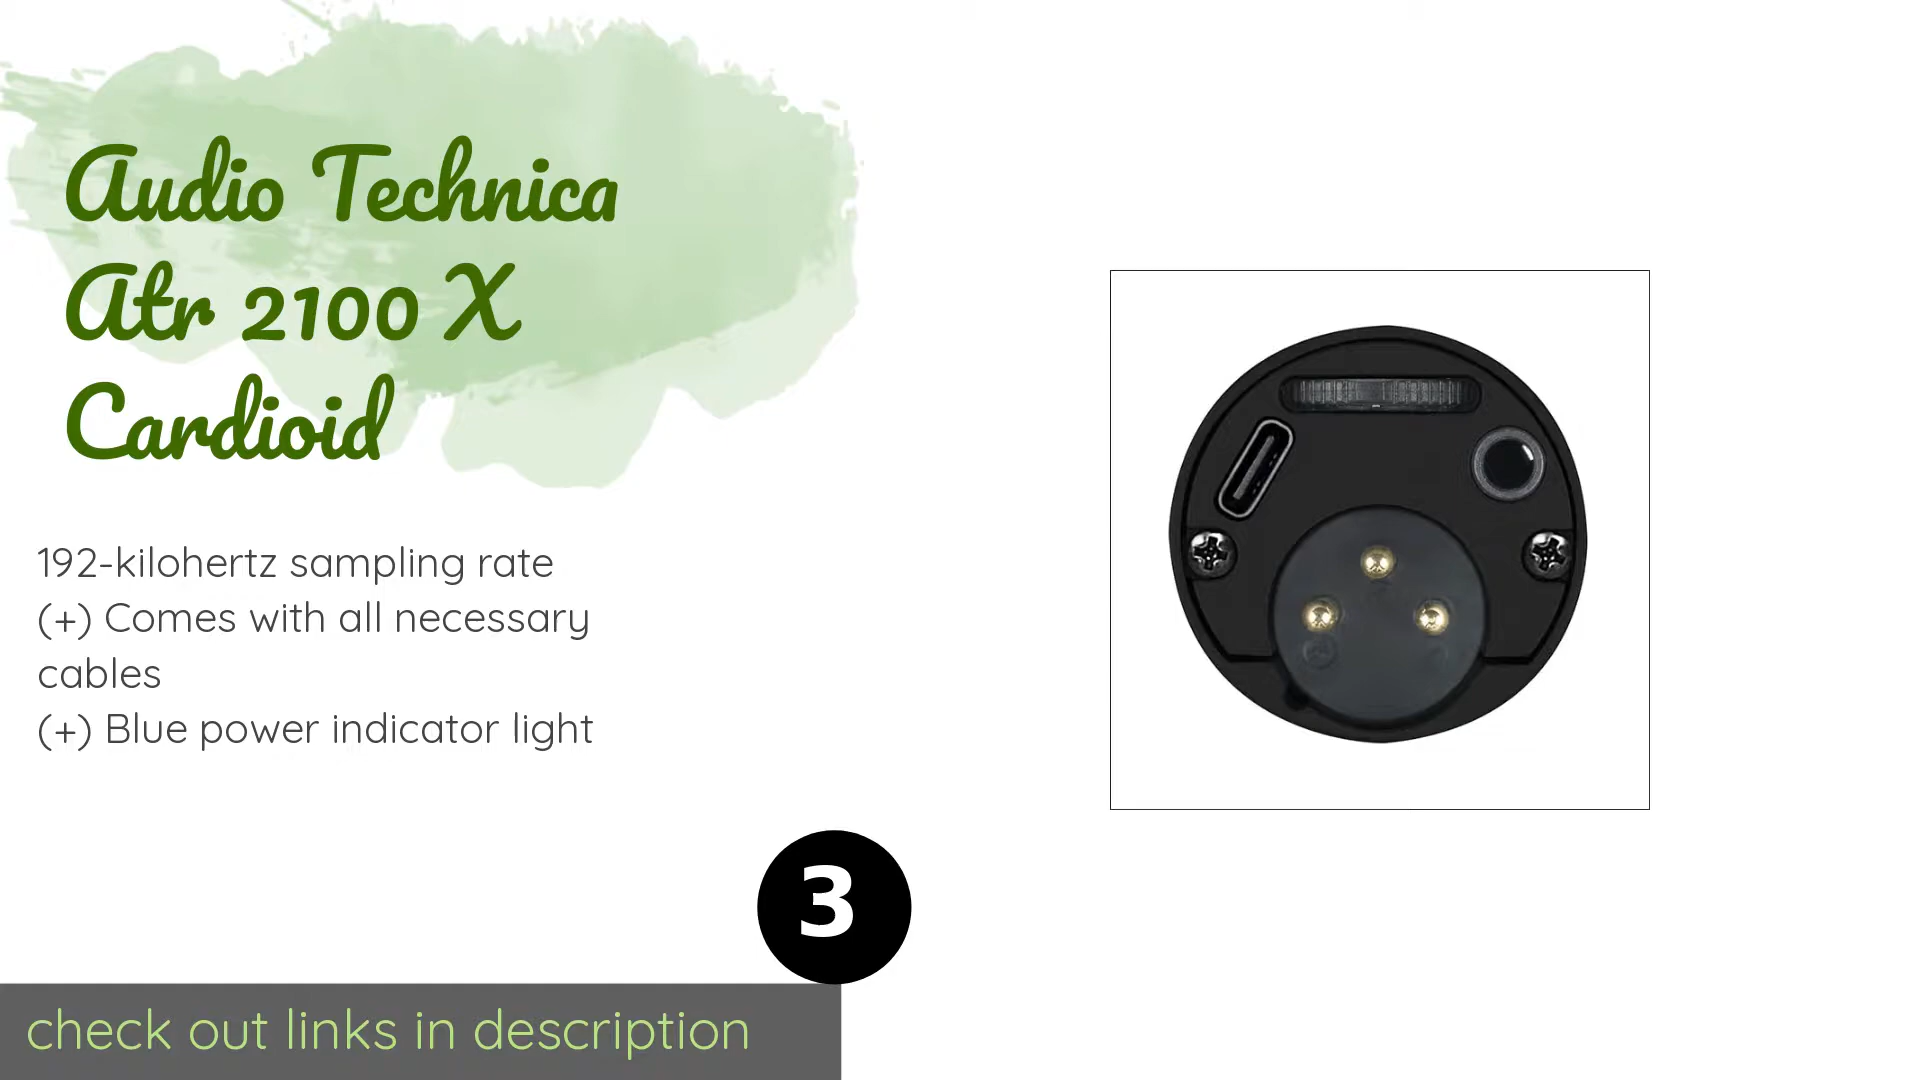 Audio Technica
Atr 2100 X
Cardioid
192-kilohertz sampling rate
(+) Comes with all necessary
cables
(+) Blue power indicator light
3
check out links in description